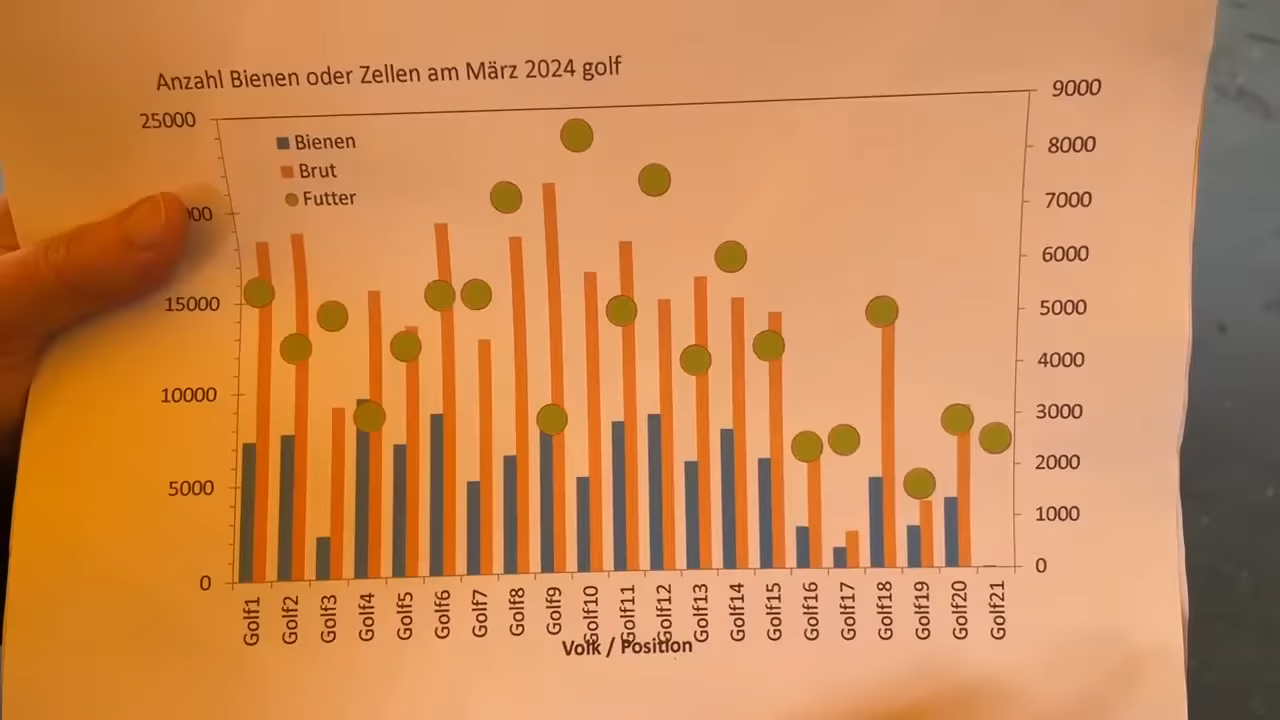 Anzahl Bienen oder Zellen am März 2024 golf
25000
15000
10000
5000
0
Bienen
Brut
Futter
9000
8000
7000
6000
5000
4000
3000
2000
1000
0
Golf1 Golf2 Golf3 Golf4 Golf5 Golf6 Golf7 Golf8 Golf9 Golf10 Golf11 Golf12 Golf13 Golf14 Golf15 Golf16 Golf17 Golf18 Golf19 Golf20 Golf21
Volk / Position